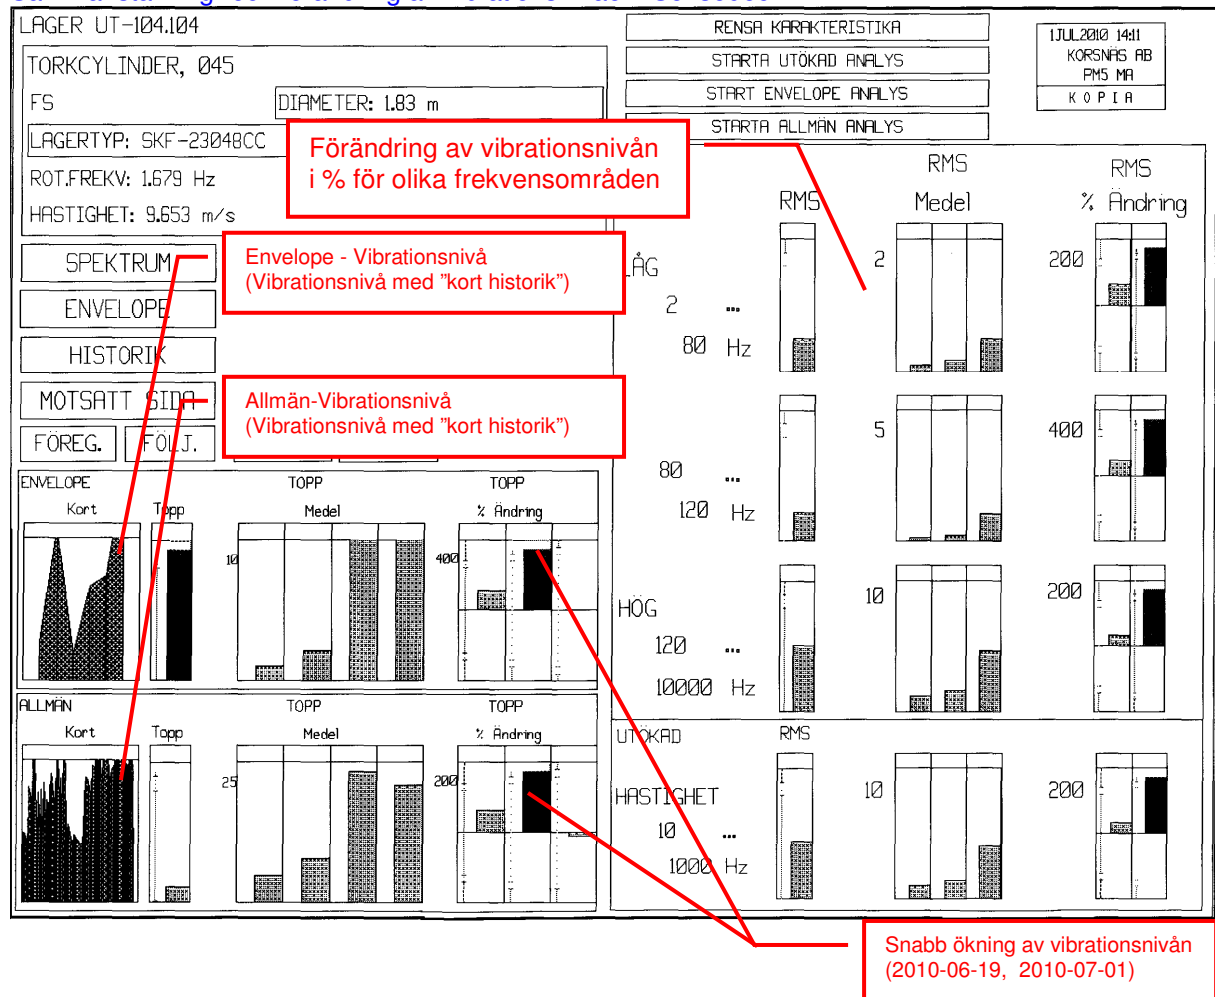 LAGER UT-104.104
TORKCYLINDER, 045
FS
DIAMETER: 1.83 m
LAGERTYP: SKF-23048CC
ROT.FREKV: 1.679 Hz
HASTIGHET: 9.653 m/s
RENSA KARAKTERISTIKA
STARTA UTÖKAD ANALYS
START ENVELOPE ANALYS
STARTA ALLMÄN ANALYS
1JUL2010 14:11
KORSNÄS AB
PM5 MA
KOPIA
Förändring av vibrationsnivån
i % för olika frekvensområden
SPEKTRUM
ENVELOPE
HISTORIK
MOTSATT SIDA
FÖREG.
FÖLJ.
Envelope - Vibrationsnivå
(Vibrationsnivå med ”kort historik”)
Allmän-Vibrationsnivå
(Vibrationsnivå med ”kort historik”)
RMS
RMS
Medel
RMS
% Ändring
LÅG
2 ...
80 Hz
2
200
80 ...
120 Hz
5
400
HÖG
120 ...
10000 Hz
10
200
ENVELOPE
Kort
Topp
TOPP
Medel
TOPP
% Ändring
10
400
ALLMÄN
Kort
Topp
TOPP
Medel
TOPP
% Ändring
25
200
UTÖKAD
RMS
HASTIGHET
10 ...
1000 Hz
10
200
Snabb ökning av vibrationsnivån
(2010-06-19, 2010-07-01)